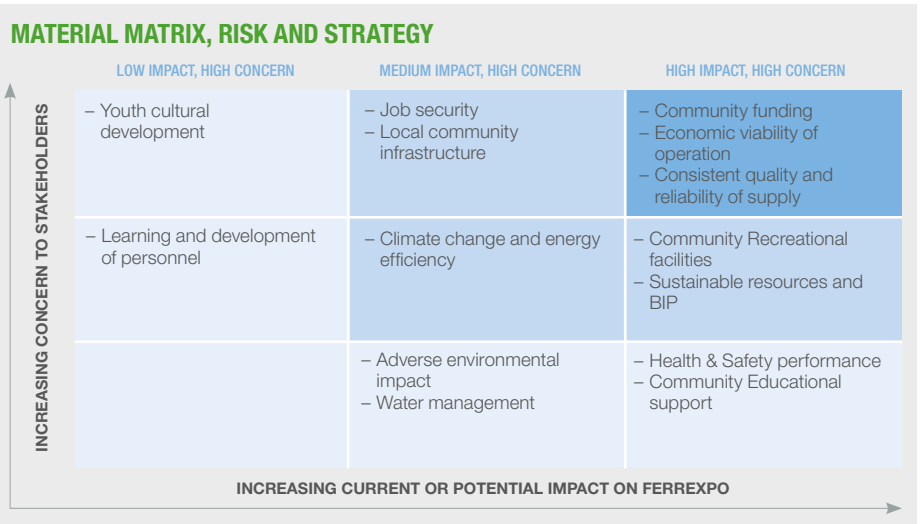 MATERIAL MATRIX, RISK AND STRATEGY
LOW IMPACT, HIGH CONCERN
MEDIUM IMPACT, HIGH CONCERN
HIGH IMPACT, HIGH CONCERN
INCREASING CONCERN TO STAKEHOLDERS
– Youth cultural
development
– Job security
– Local community
infrastructure
– Community funding
– Economic viability of
operation
– Consistent quality and
reliability of supply
– Learning and development
of personnel
– Climate change and energy
efficiency
– Community Recreational
facilities
– Sustainable resources and
BIP
– Adverse environmental
impact
– Water management
– Health & Safety performance
– Community Educational
support
INCREASING CURRENT OR POTENTIAL IMPACT ON FERREXPO